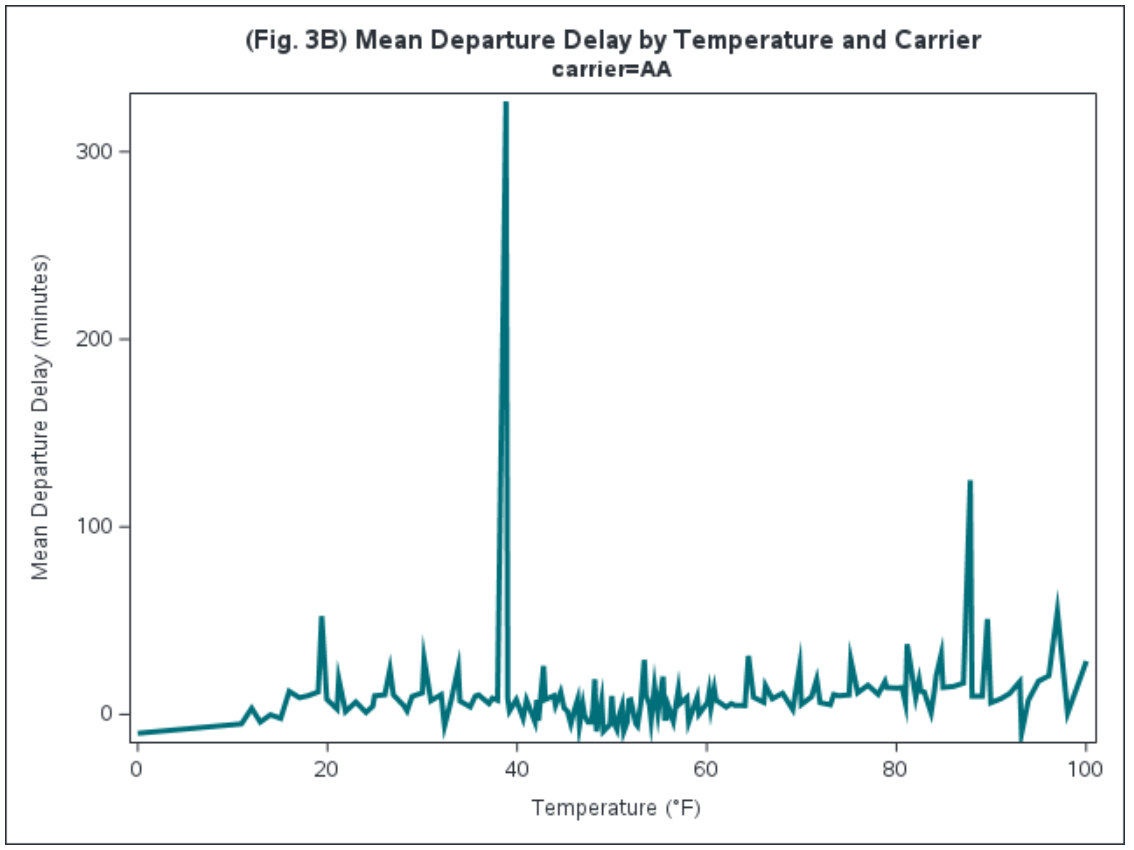 (Fig. 3B) Mean Departure Delay by Temperature and Carrier
carrier=AA
Mean Departure Delay (minutes)
300
200
100
0
0 20 40 60 80 100
Temperature (°F)